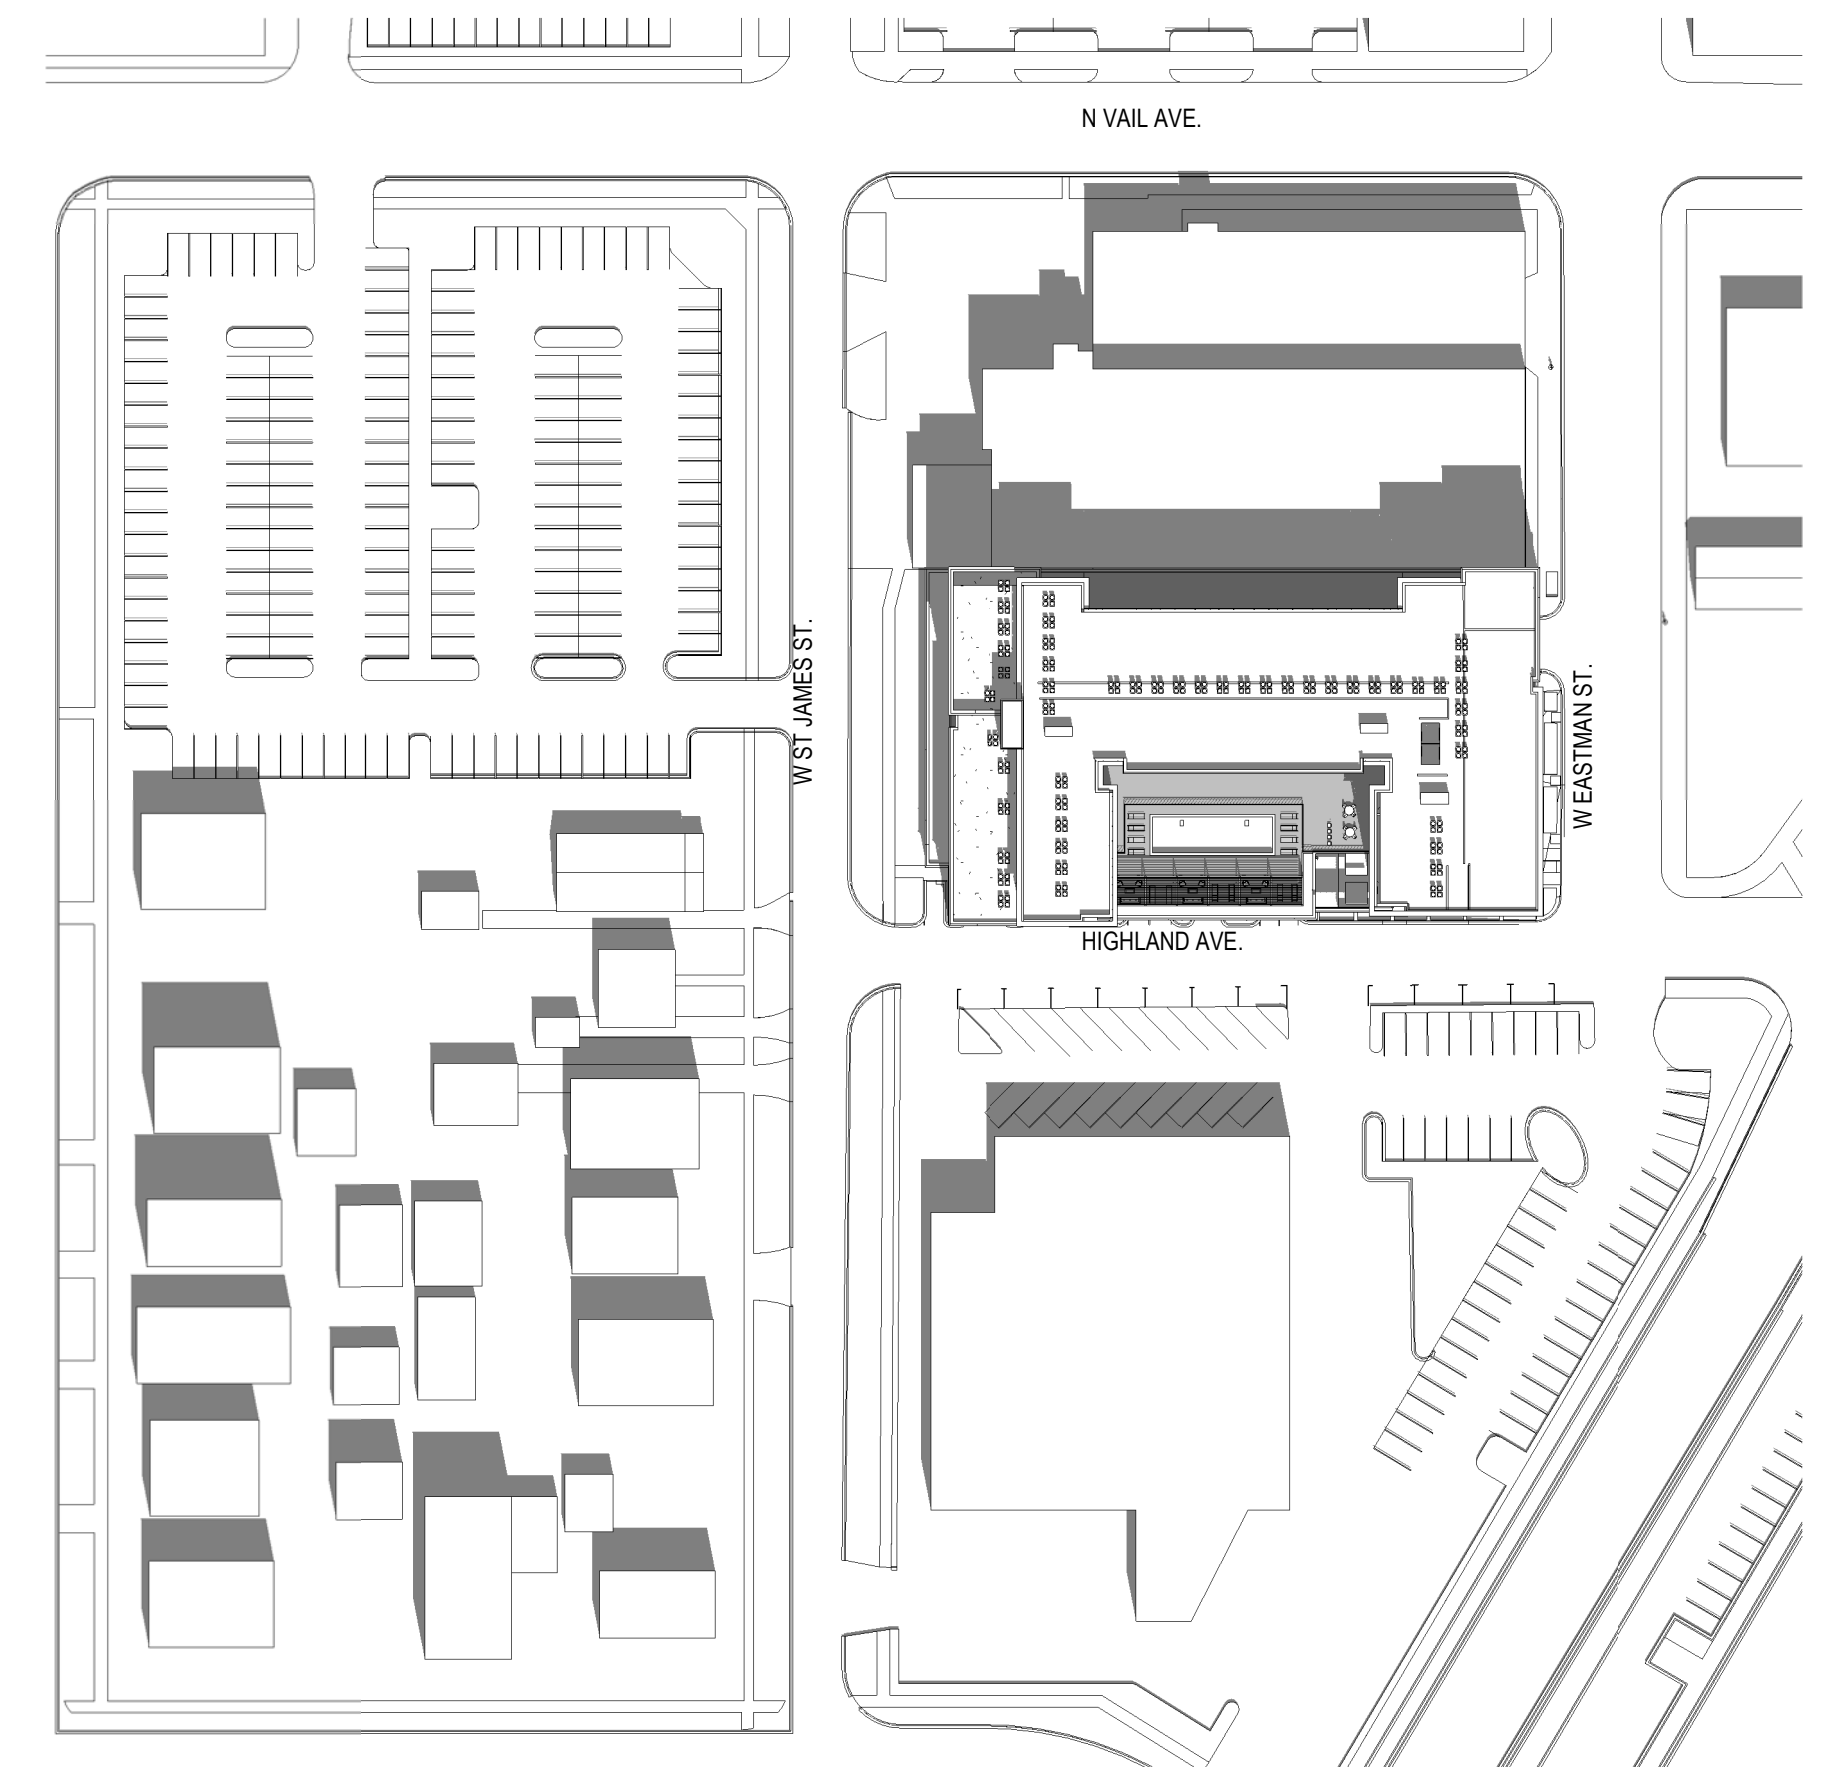 N VAIL AVE.
W ST JAMES ST.
W EASTMAN ST.
HIGHLAND AVE.